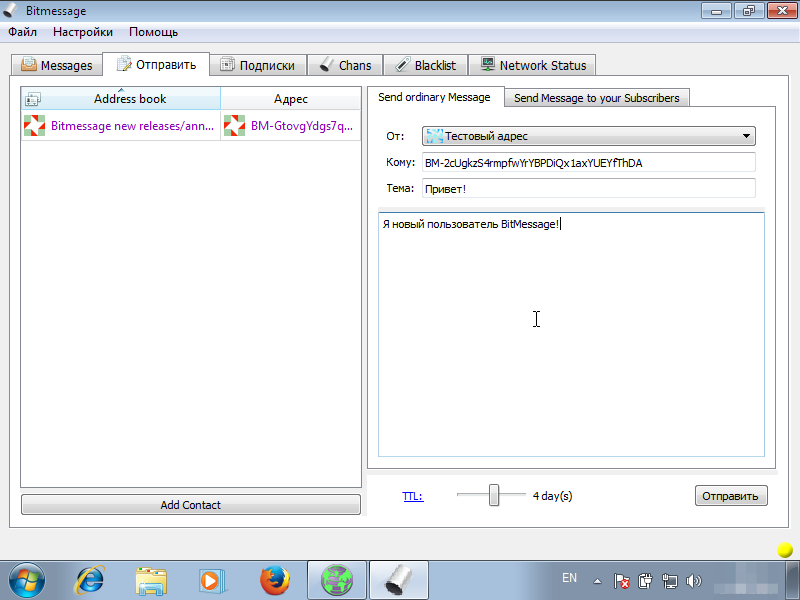 Bitmessage
Файл Настройки Помощь
Messages Отправить Подписки Chans Blacklist Network Status
Address book Адрес
Bitmessage new releases/ann... BM-GtovgYdgs7q...
Send ordinary Message Send Message to your Subscribers
От: Тестовый адрес
Кому: BM-2cUgkzS4rmpfwYrYBPDiQx1axYUEYfThDA
Тема: Привет!
Я новый пользователь BitMessage!
Add Contact
TTL: 4 day(s) Отправить
EN